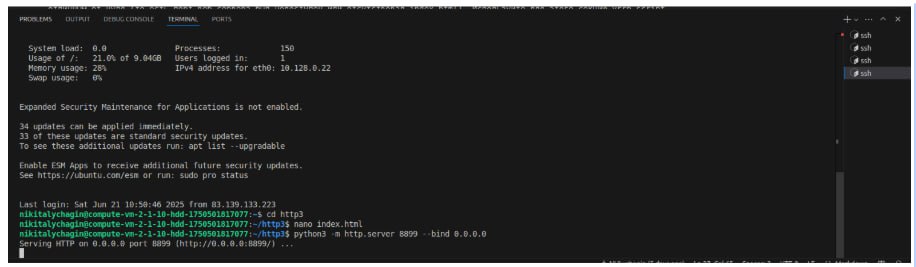 PROBLEMS OUTPUT DEBUG CONSOLE TERMINAL PORTS
System load: 0.0 Processes: 150
Usage of /: 21.0% of 9.04GB Users logged in: 1
Memory usage: 28% IPv4 address for eth0: 10.128.0.22
Swap usage: 0%
Expanded Security Maintenance for Applications is not enabled.
34 updates can be applied immediately.
33 of these updates are standard security updates.
To see these additional updates run: apt list --upgradable
Enable ESM Apps to receive additional future security updates.
See https://ubuntu.com/esm or run: sudo pro status
Last login: Sat Jun 21 10:50:46 2025 from 83.139.133.223
nikitalychagin@compute-vm-2-1-10-hdd-1750501817077:~$ cd http3
nikitalychagin@compute-vm-2-1-10-hdd-1750501817077:~/http3$ nano index.html
nikitalychagin@compute-vm-2-1-10-hdd-1750501817077:~/http3$ python3 -m http.server 8899 --bind 0.0.0.0
Serving HTTP on 0.0.0.0 port 8899 (http://0.0.0.0:8899/) ...
ssh
ssh
ssh
ssh